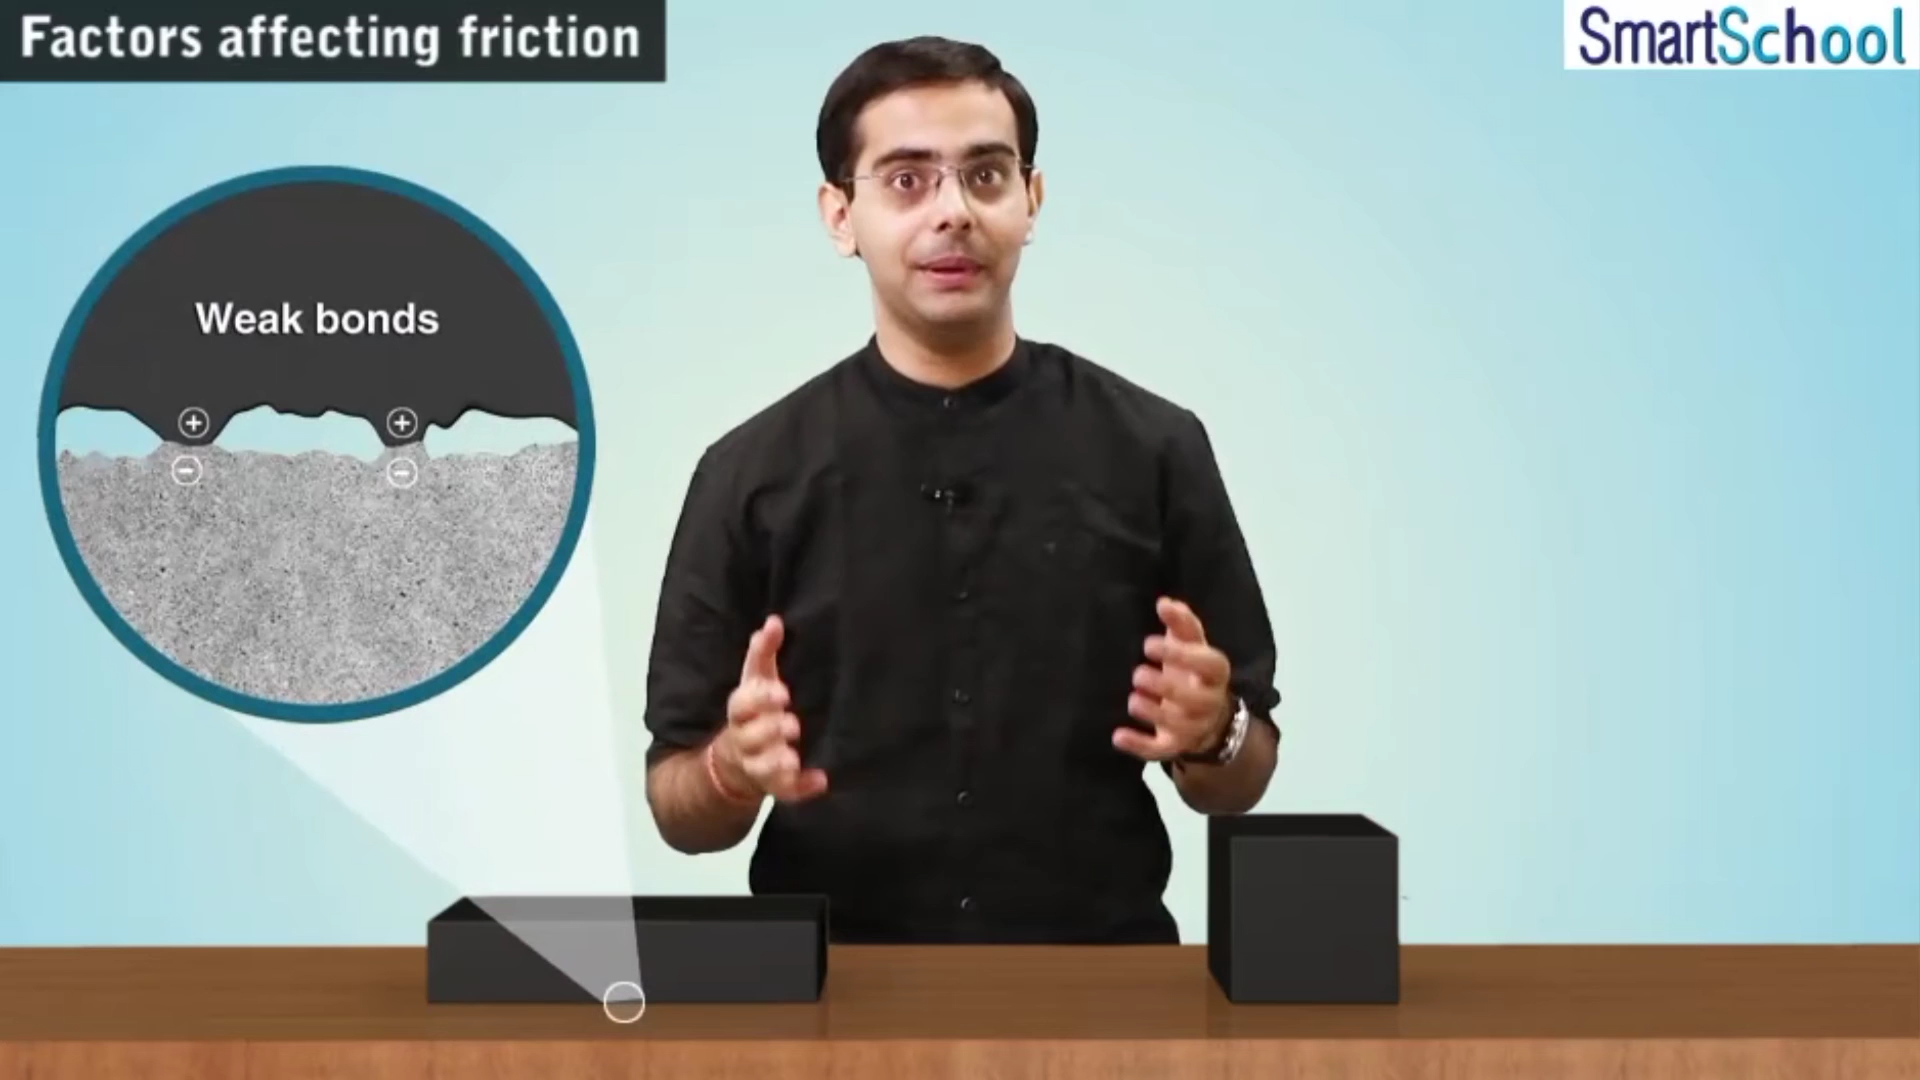 Factors affecting friction
SmartSchool
Weak bonds
+ +
- -